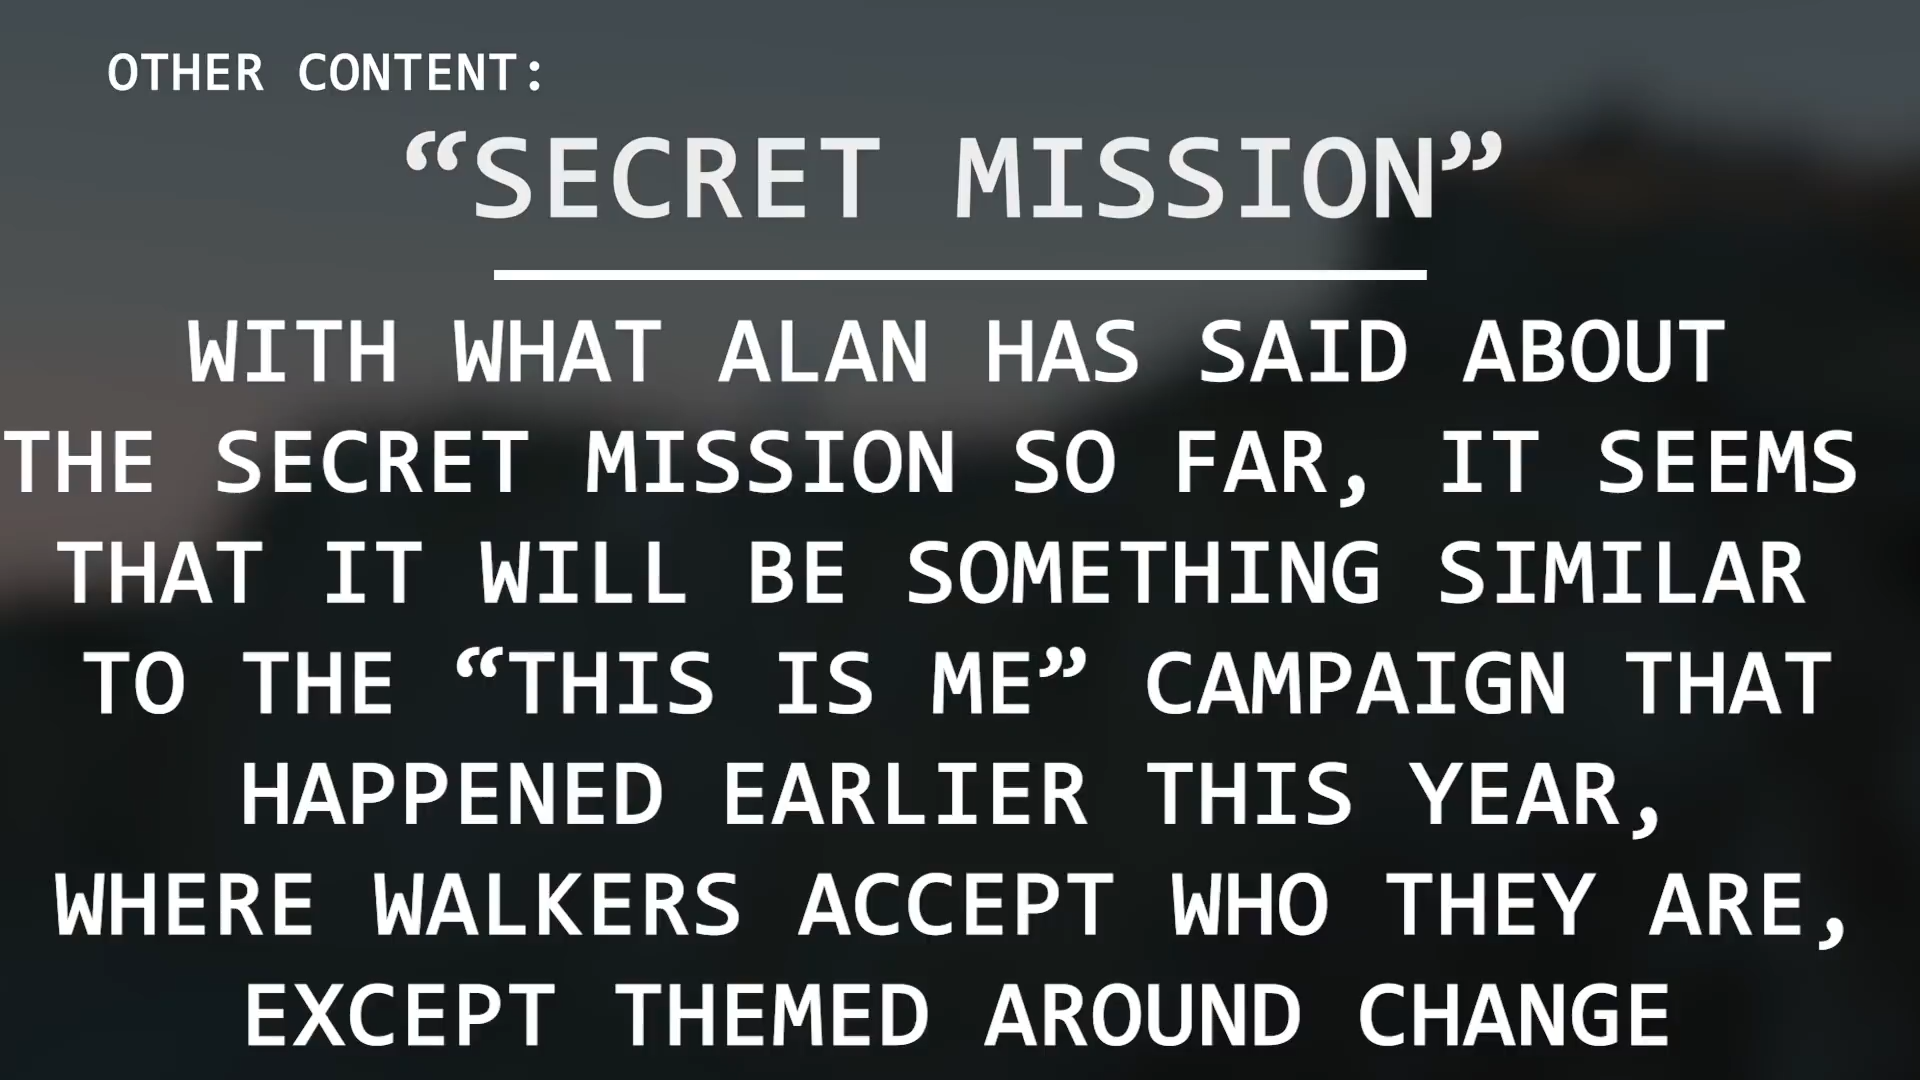 OTHER CONTENT:
“SECRET MISSION”
WITH WHAT ALAN HAS SAID ABOUT
THE SECRET MISSION SO FAR, IT SEEMS
THAT IT WILL BE SOMETHING SIMILAR
TO THE “THIS IS ME” CAMPAIGN THAT
HAPPENED EARLIER THIS YEAR,
WHERE WALKERS ACCEPT WHO THEY ARE,
EXCEPT THEMED AROUND CHANGE